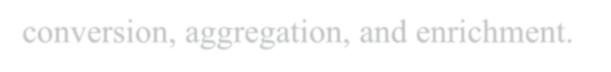 conversion, aggregation, and enrichment.